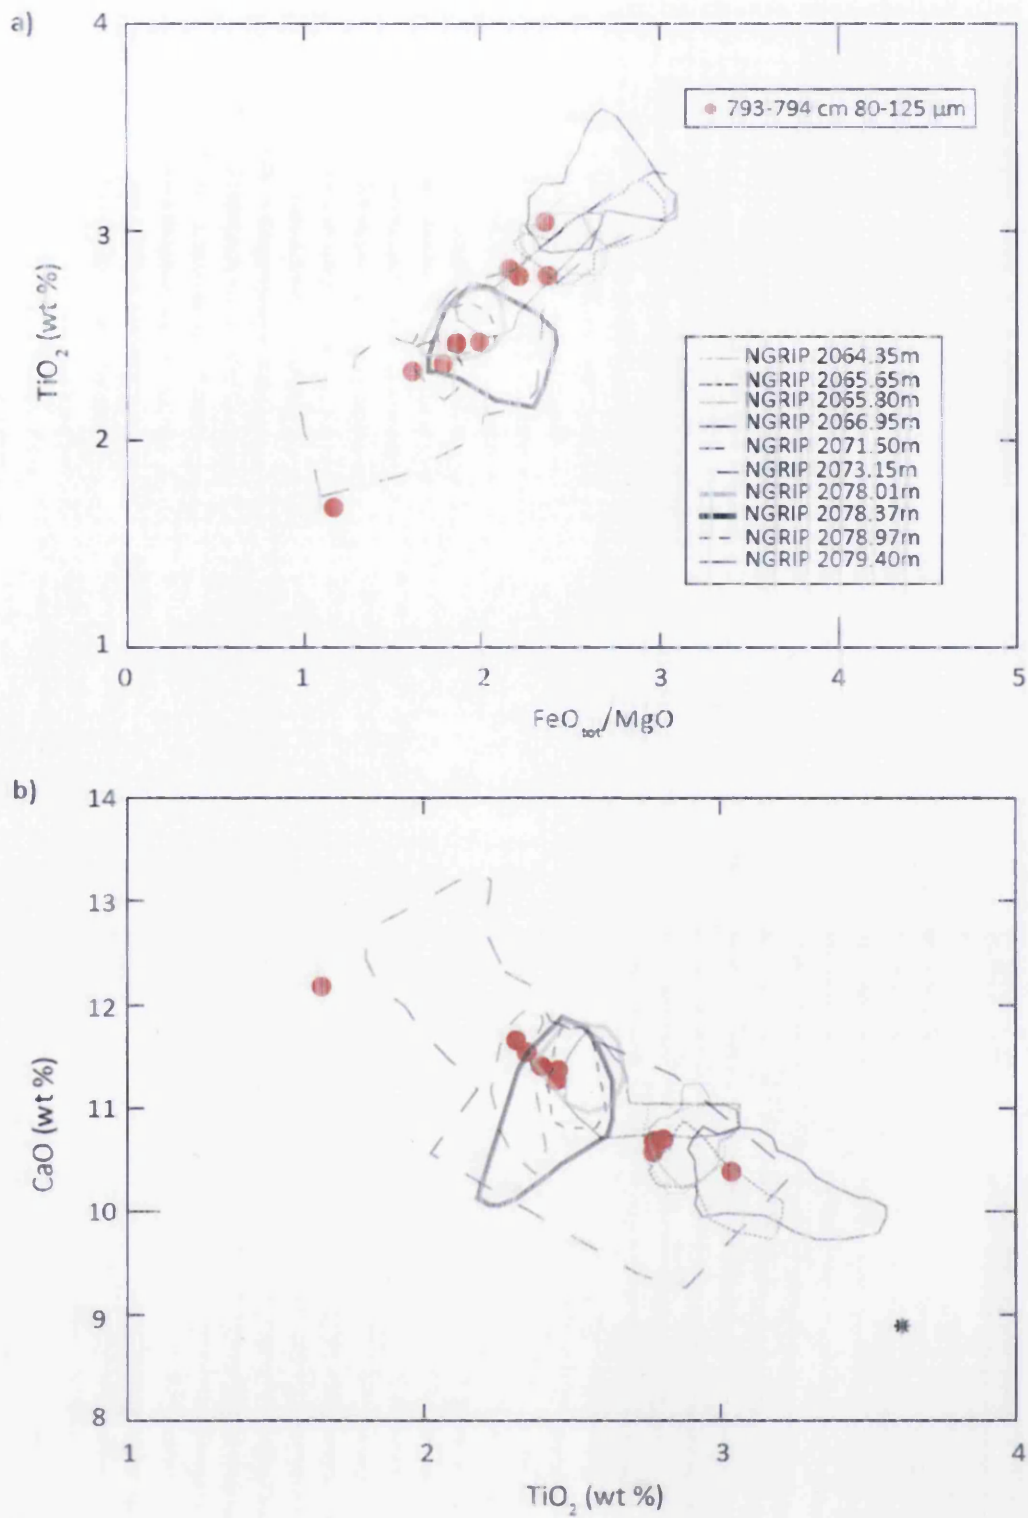 a)
4
793-794 cm 80-125 μm
3
TiO₂ (wt %)
NGRIP 2064.35m
NGRIP 2065.65m
NGRIP 2065.80m
NGRIP 2066.95m
NGRIP 2071.50m
NGRIP 2073.15m
NGRIP 2078.01m
NGRIP 2078.37m
NGRIP 2078.97m
NGRIP 2079.40m
2
1
0 1 2 3 4 5
FeOtot/MgO
b)
14
13
12
11
CaO (wt %)
10
9
8
1 2 3 4
TiO₂ (wt %)